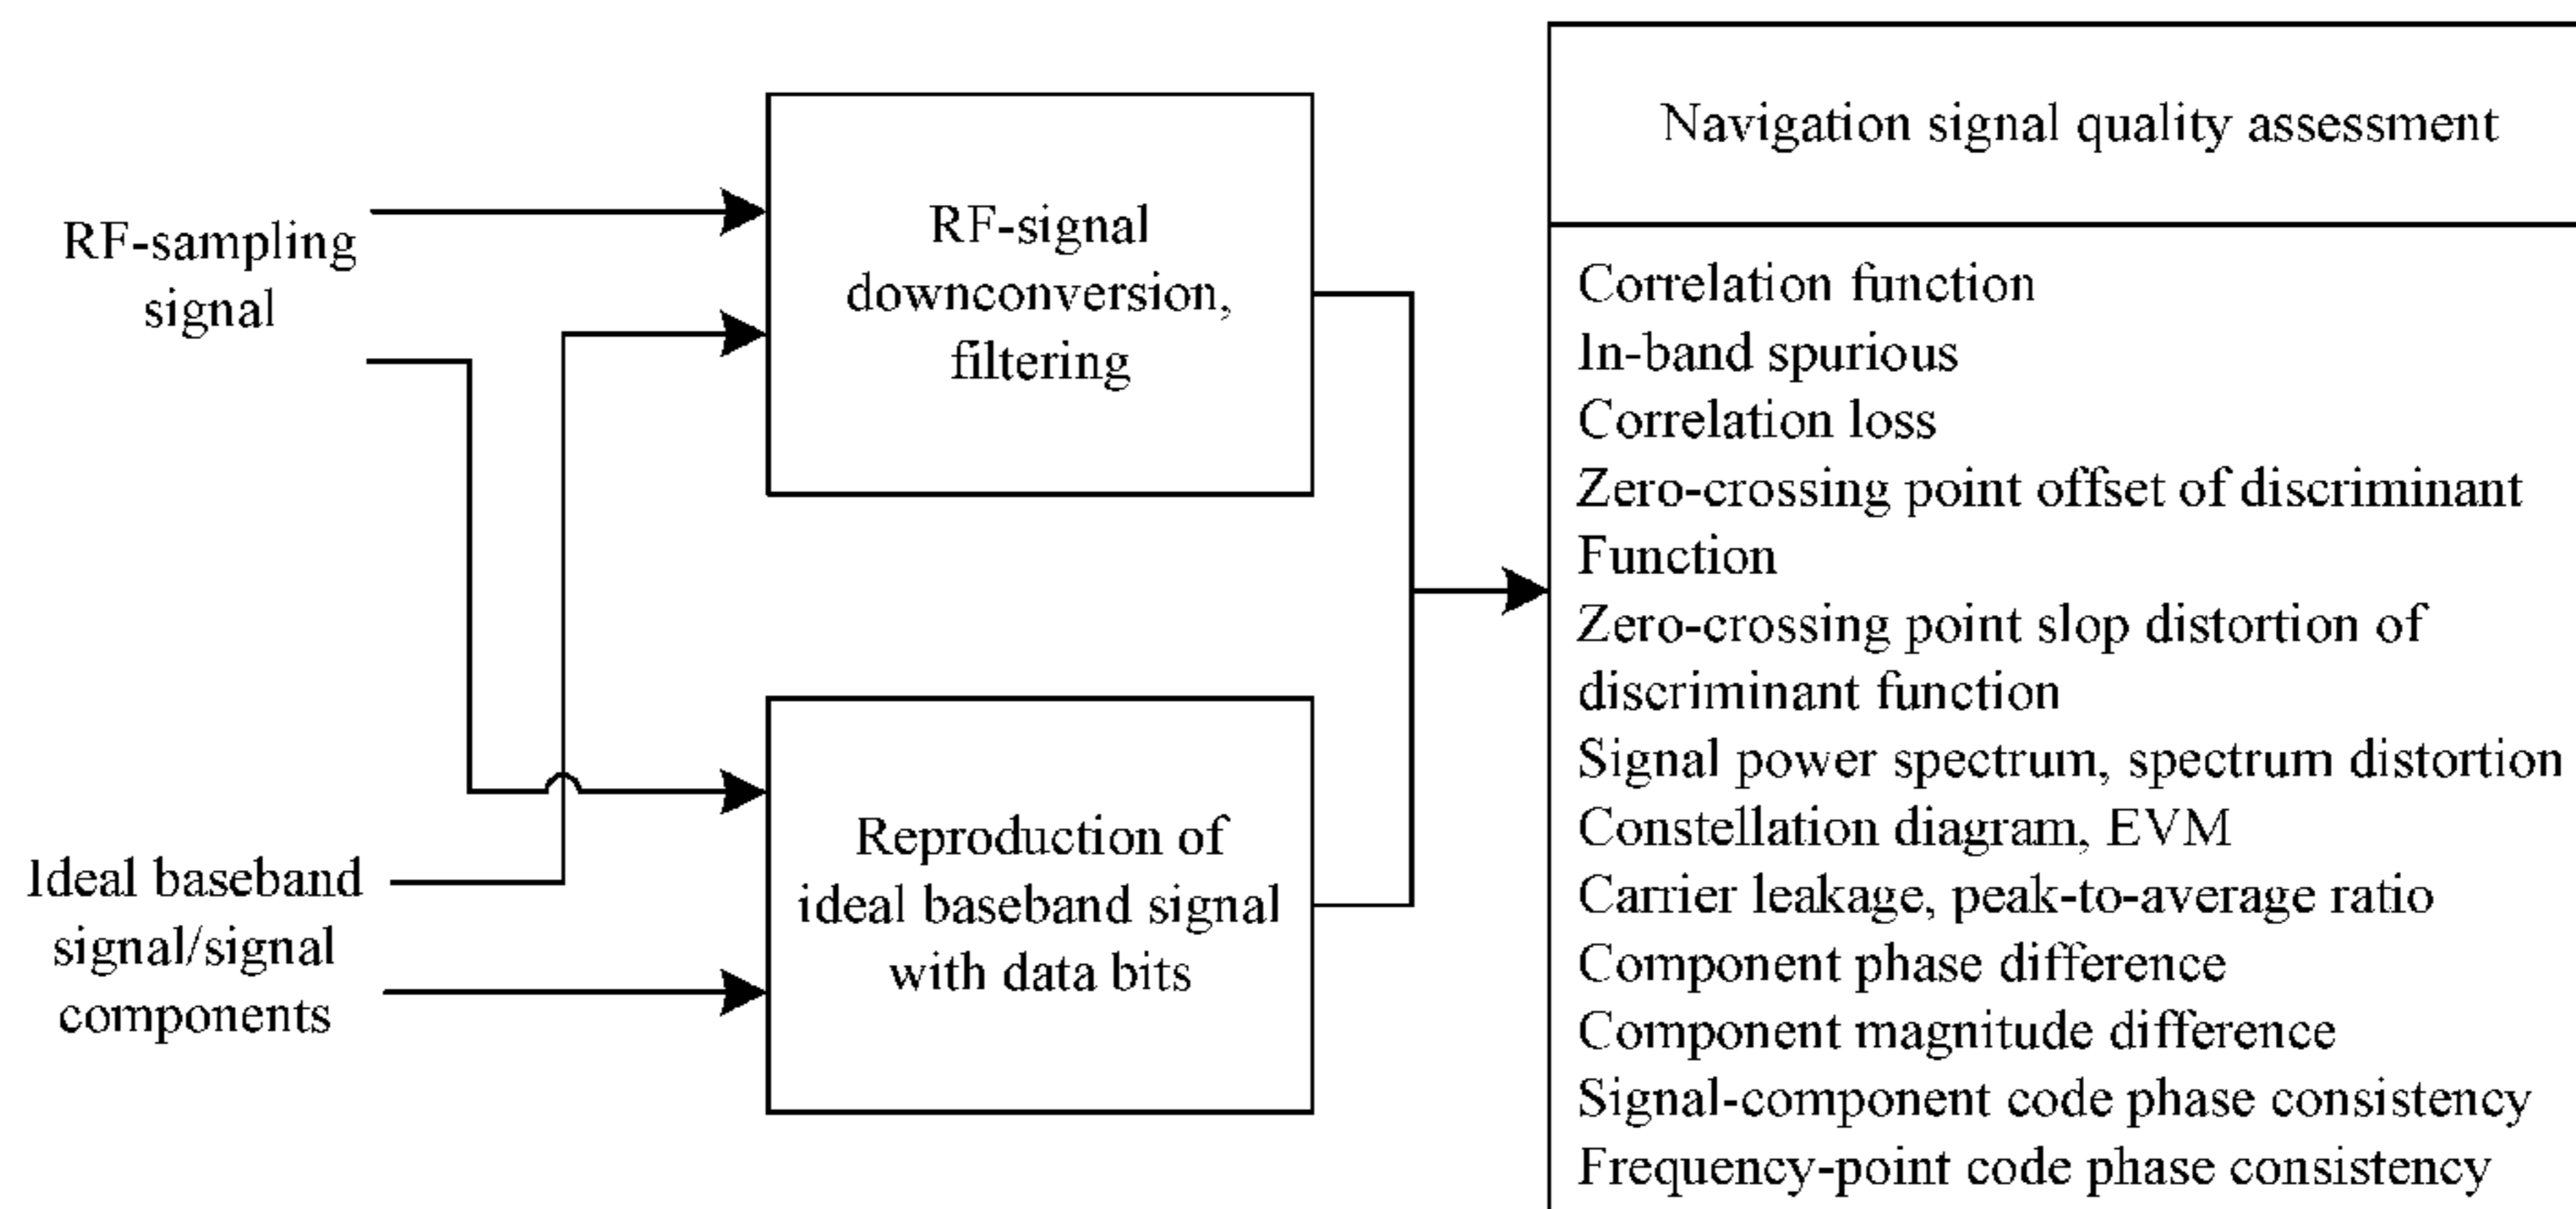 RF-sampling
signal
Ideal baseband
signal/signal
components
RF-signal
downconversion,
filtering
Reproduction of
ideal baseband signal
with data bits
Navigation signal quality assessment
Correlation function
In-band spurious
Correlation loss
Zero-crossing point offset of discriminant
Function
Zero-crossing point slop distortion of
discriminant function
Signal power spectrum, spectrum distortion
Constellation diagram, EVM
Carrier leakage, peak-to-average ratio
Component phase difference
Component magnitude difference
Signal-component code phase consistency
Frequency-point code phase consistency